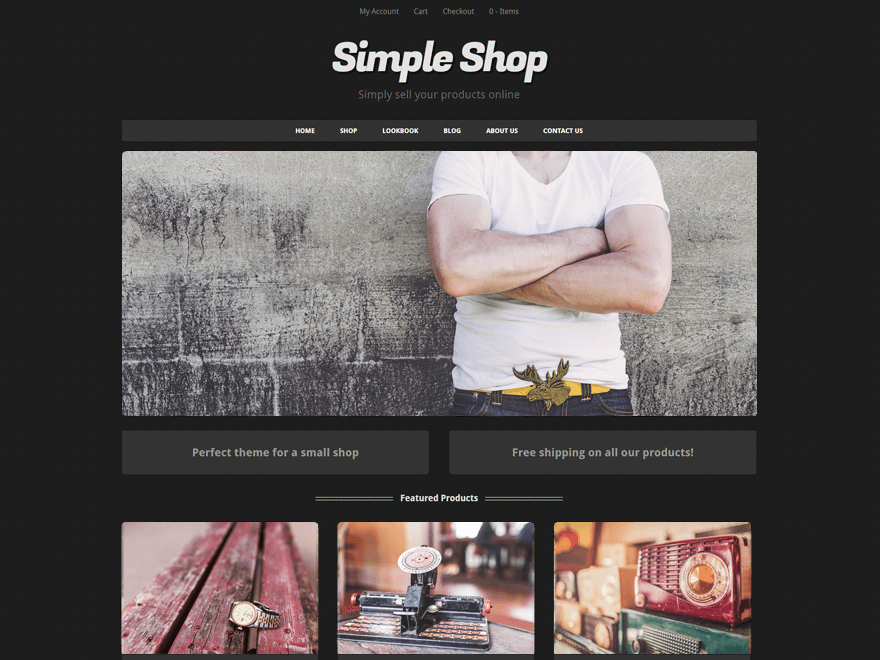 My Account Cart Checkout 0 - Items
Simple Shop
Simply sell your products online
HOME SHOP LOOKBOOK BLOG ABOUT US CONTACT US
Perfect theme for a small shop
Free shipping on all our products!
Featured Products